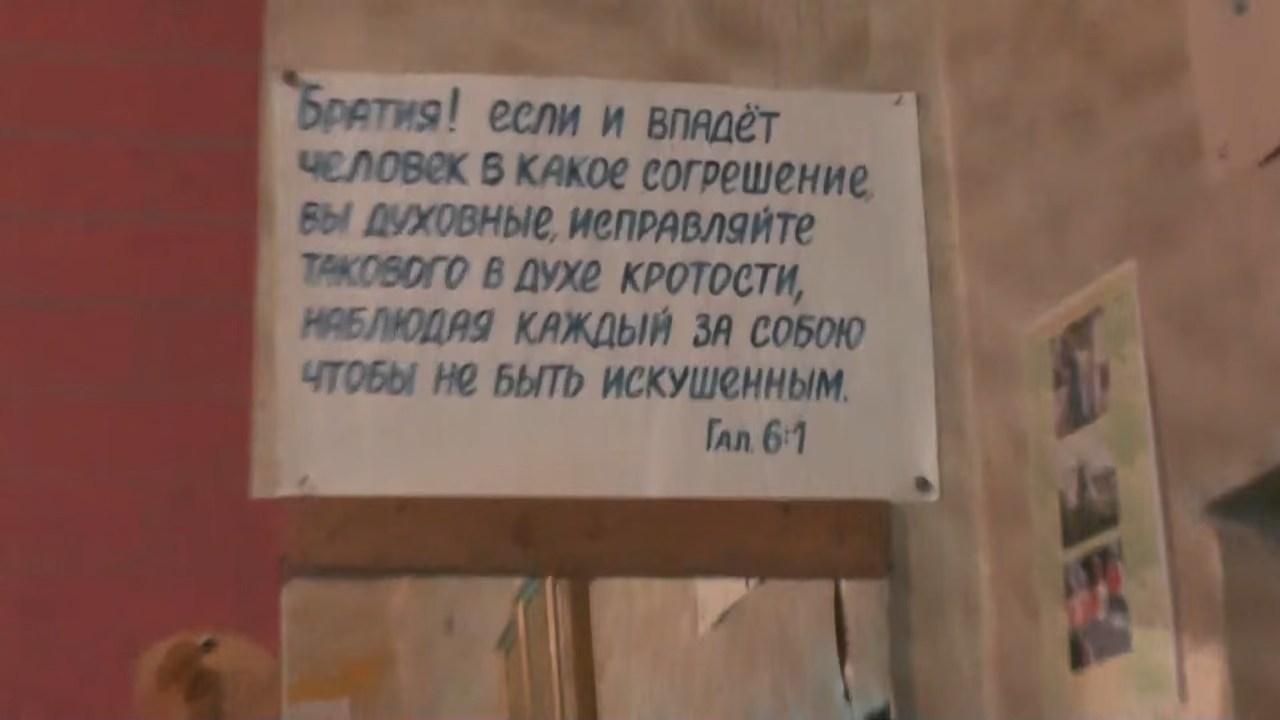 Братия! если и впадёт
человек в какое согрешение,
вы духовные, исправляйте
такового в духе кротости,
наблюдая каждый за собою
чтобы не быть искушенным.
Гал. 6:1